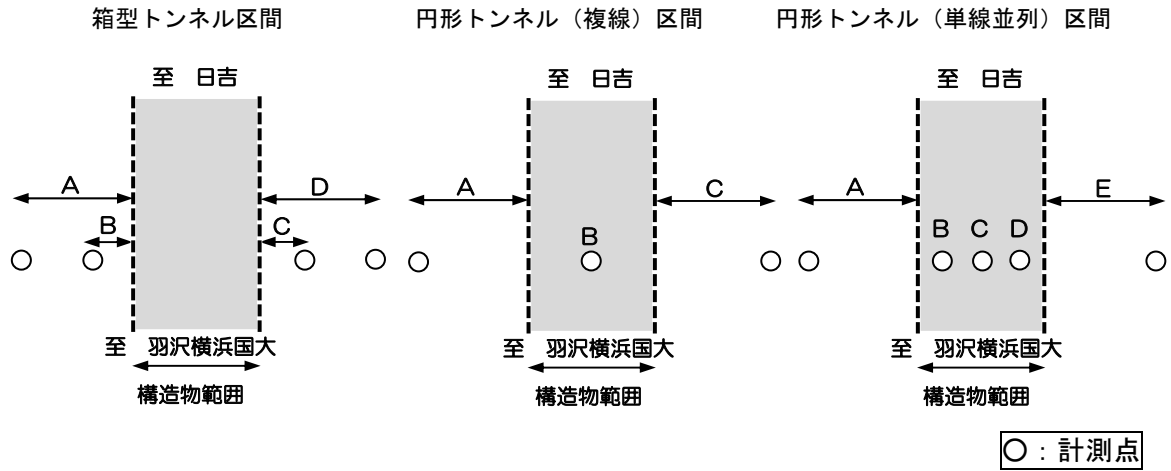 箱型トンネル区間
至　日吉
A
D
B
C
至　羽沢横浜国大
構造物範囲
円形トンネル（複線）区間
至　日吉
A
C
B
至　羽沢横浜国大
構造物範囲
円形トンネル（単線並列）区間
至　日吉
A
E
B C D
至　羽沢横浜国大
構造物範囲
○：計測点